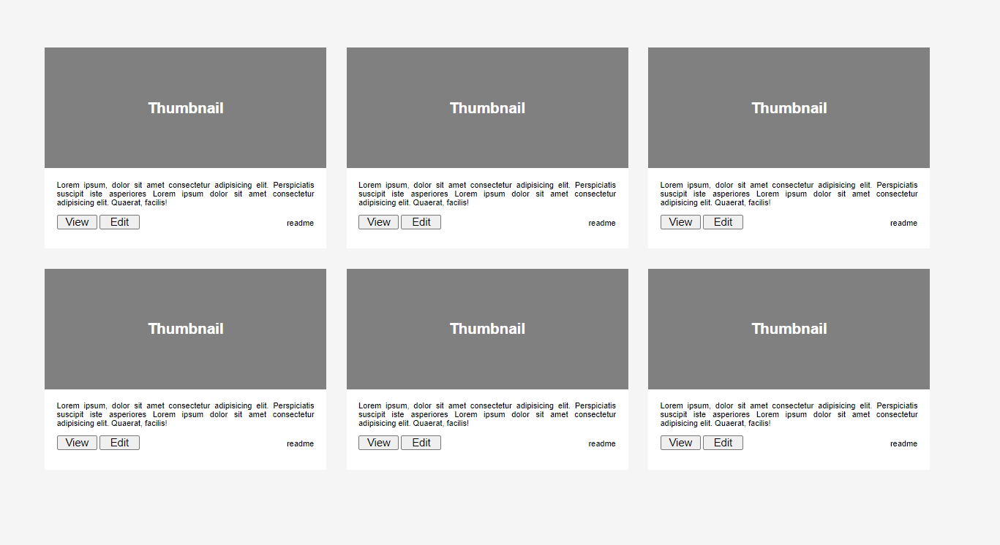 Thumbnail
Thumbnail
Thumbnail
Lorem ipsum, dolor sit amet consectetur adipisicing elit. Perspiciatis
suscipit iste asperiores Lorem ipsum dolor sit amet consectetur
adipisicing elit. Quaerat, facilis!
View Edit readme
Lorem ipsum, dolor sit amet consectetur adipisicing elit. Perspiciatis
suscipit iste asperiores Lorem ipsum dolor sit amet consectetur
adipisicing elit. Quaerat, facilis!
View Edit readme
Lorem ipsum, dolor sit amet consectetur adipisicing elit. Perspiciatis
suscipit iste asperiores Lorem ipsum dolor sit amet consectetur
adipisicing elit. Quaerat, facilis!
View Edit readme
Thumbnail
Thumbnail
Thumbnail
Lorem ipsum, dolor sit amet consectetur adipisicing elit. Perspiciatis
suscipit iste asperiores Lorem ipsum dolor sit amet consectetur
adipisicing elit. Quaerat, facilis!
View Edit readme
Lorem ipsum, dolor sit amet consectetur adipisicing elit. Perspiciatis
suscipit iste asperiores Lorem ipsum dolor sit amet consectetur
adipisicing elit. Quaerat, facilis!
View Edit readme
Lorem ipsum, dolor sit amet consectetur adipisicing elit. Perspiciatis
suscipit iste asperiores Lorem ipsum dolor sit amet consectetur
adipisicing elit. Quaerat, facilis!
View Edit readme